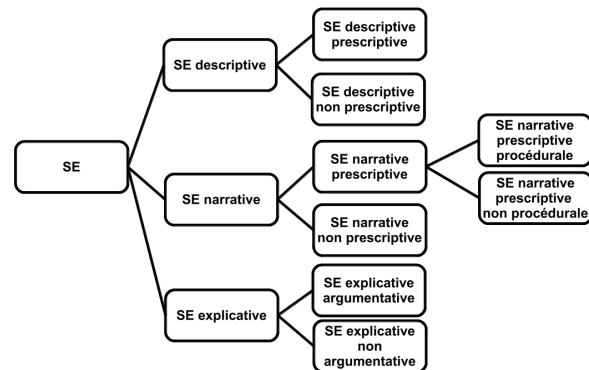 SE
SE descriptive
SE narrative
SE explicative
SE descriptive
prescriptive
SE descriptive
non prescriptive
SE narrative
prescriptive
SE narrative
non prescriptive
SE explicative
argumentative
SE explicative
non
argumentative
SE narrative
prescriptive
procédurale
SE narrative
prescriptive
non procédurale